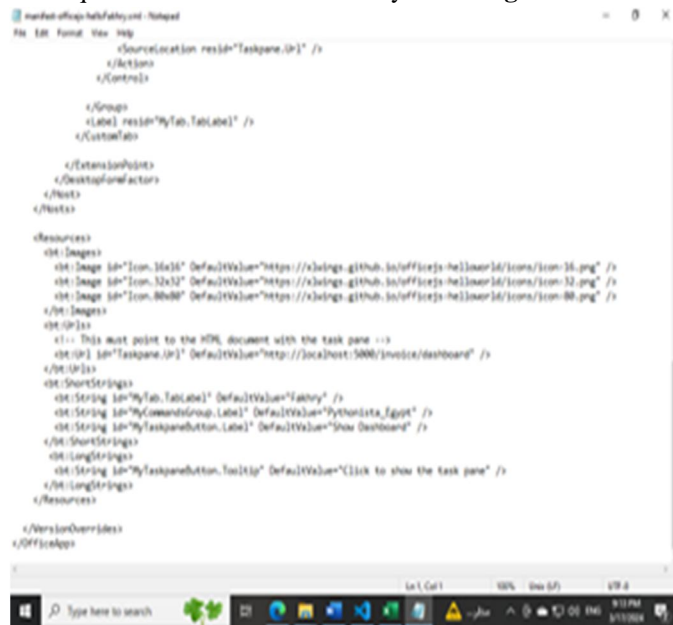 manifest-officejs-helloFakhry.xml - Notepad
File Edit Format View Help
<SourceLocation resid="Taskpane.Url" />
</Action>
</Control>
</Group>
<Label resid="MyTab.TabLabel" />
</CustomTab>
</ExtensionPoint>
</DesktopFormFactor>
</Host>
</Hosts>
<Resources>
<bt:Images>
<bt:Image id="Icon.16x16" DefaultValue="https://xlwings.github.io/officejs-helloworld/icons/icon-16.png" />
<bt:Image id="Icon.32x32" DefaultValue="https://xlwings.github.io/officejs-helloworld/icons/icon-32.png" />
<bt:Image id="Icon.80x80" DefaultValue="https://xlwings.github.io/officejs-helloworld/icons/icon-80.png" />
</bt:Images>
<bt:Urls>
<!-- This must point to the HTML document with the task pane -->
<bt:Url id="Taskpane.Url" DefaultValue="http://localhost:5000/invoice/dashboard" />
</bt:Urls>
<bt:ShortStrings>
<bt:String id="MyTab.TabLabel" DefaultValue="Fakhry" />
<bt:String id="MyCommandsGroup.Label" DefaultValue="Pythonista_Egypt" />
<bt:String id="MyTaskpaneButton.Label" DefaultValue="Show Dashboard" />
</bt:ShortStrings>
<bt:LongStrings>
<bt:String id="MyTaskpaneButton.Tooltip" DefaultValue="Click to show the task pane" />
</bt:LongStrings>
</Resources>
</VersionOverrides>
</OfficeApp>
Ln 1, Col 1 100% Unix (LF) UTF-8
Type here to search ENG 9:13 PM